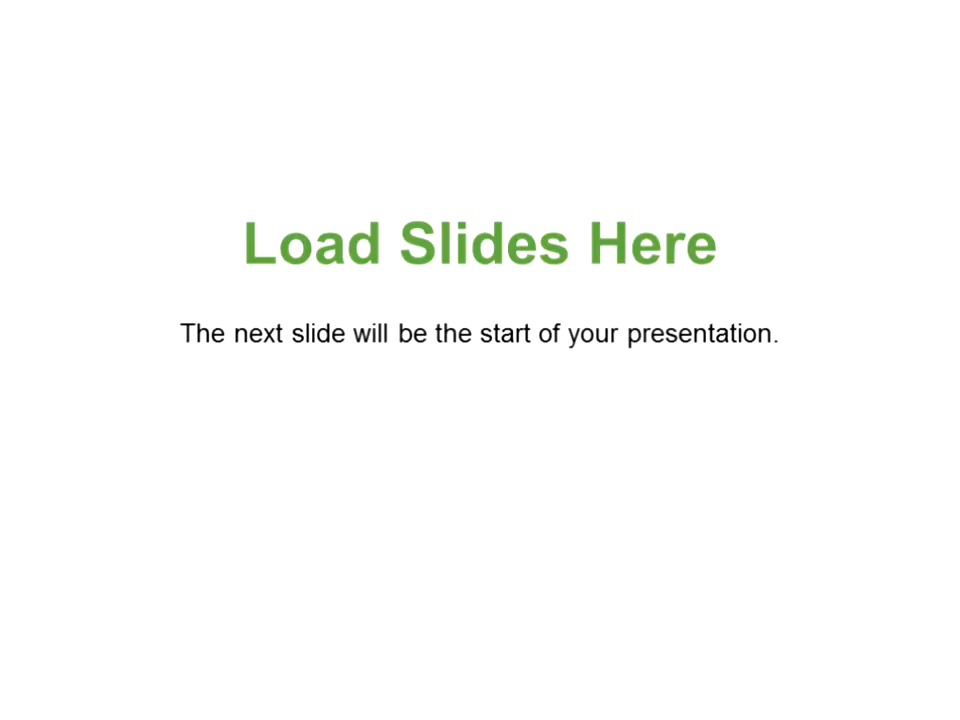 Load Slides Here
The next slide will be the start of your presentation.